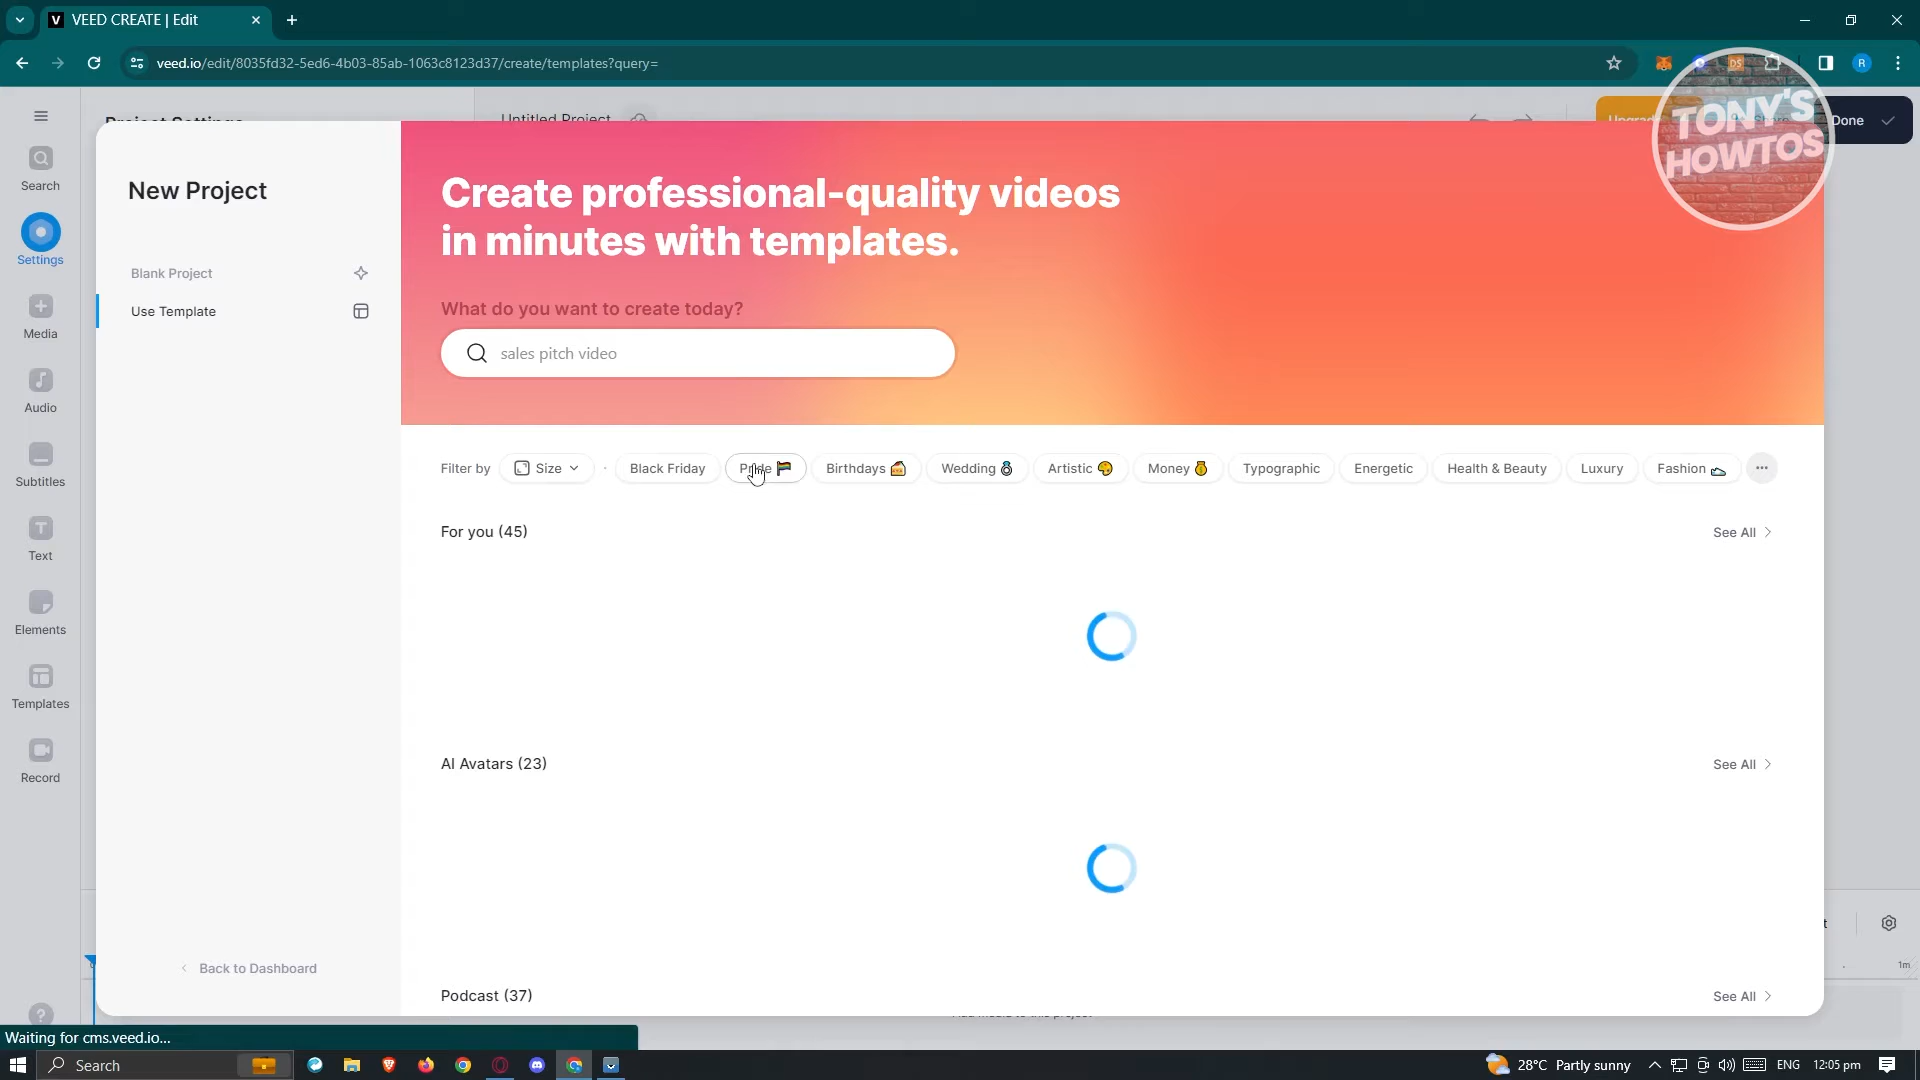 VEED CREATE | Edit
veed.io/edit/8035fd32-5ed6-4b03-85ab-1063c8123d37/create/templates?query=
DS
R
Project Settings
Untitled Project
Share
Done
TONY'S
HOWTOS
Search
Settings
Media
Audio
Subtitles
Text
Elements
Templates
Record
New Project
Blank Project
Use Template
Back to Dashboard
Create professional-quality videos
in minutes with templates.
What do you want to create today?
sales pitch video
Filter by
Size
Black Friday
Pride
Birthdays
Wedding
Artistic
Money
Typographic
Energetic
Health & Beauty
Luxury
Fashion
For you (45)
See All
AI Avatars (23)
See All
Podcast (37)
See All
1m
Waiting for cms.veed.io...
Search
28°C Partly sunny
ENG
12:05 pm